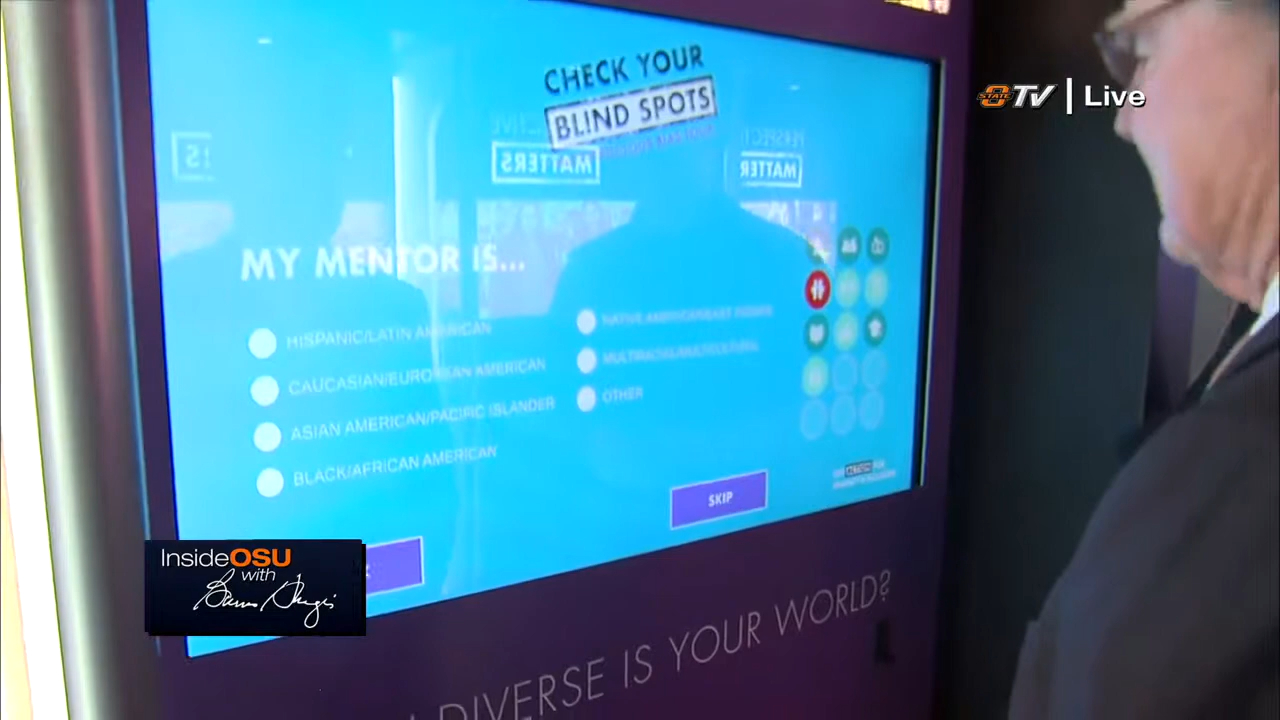 CHECK YOUR
BLIND SPOTS
STATE TV | Live
MATTERS
MATTERS
MY MENTOR IS...
HISPANIC/LATIN AMERICAN
CAUCASIAN/EUROPEAN AMERICAN
ASIAN AMERICAN/PACIFIC ISLANDER
BLACK/AFRICAN AMERICAN
MULTIRACIAL/MULTICULTURAL
OTHER
SKIP
InsideOSU
with
DIVERSE IS YOUR WORLD?